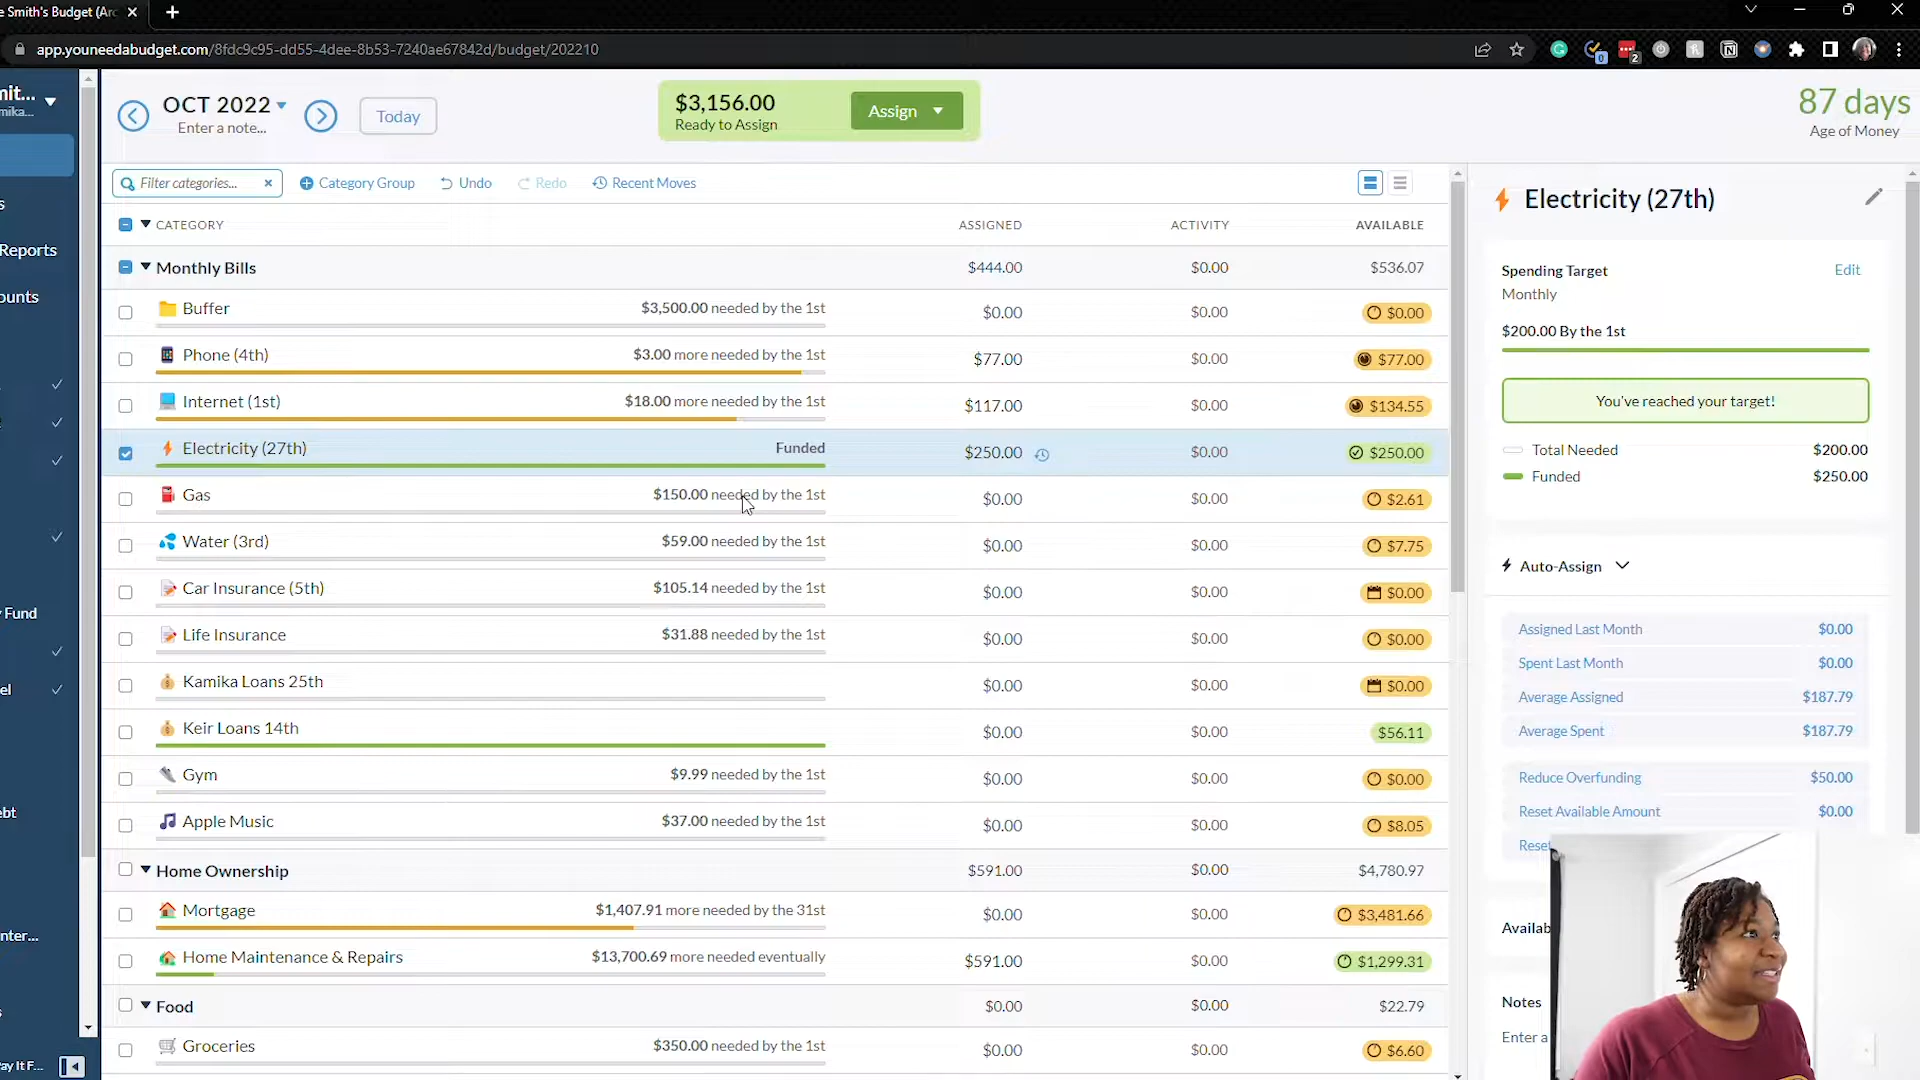 e Smith's Budget (Arc
app.youneedabudget.com/8fdc9c95-dd55-4dee-8b53-7240ae67842d/budget/202210
0
2
mit...
mika...
OCT 2022
Enter a note...
Today
$3,156.00
Ready to Assign
Assign
87 days
Age of Money
Filter categories...
Category Group
Undo
Redo
Recent Moves
CATEGORY
ASSIGNED
ACTIVITY
AVAILABLE
Monthly Bills
$444.00
$0.00
$536.07
Buffer
$3,500.00 needed by the 1st
$0.00
$0.00
$0.00
Phone (4th)
$3.00 more needed by the 1st
$77.00
$0.00
$77.00
Internet (1st)
$18.00 more needed by the 1st
$117.00
$0.00
$134.55
Electricity (27th)
Funded
$250.00
$0.00
$250.00
Gas
$150.00 needed by the 1st
$0.00
$0.00
$2.61
Water (3rd)
$59.00 needed by the 1st
$0.00
$0.00
$7.75
Car Insurance (5th)
$105.14 needed by the 1st
$0.00
$0.00
$0.00
Life Insurance
$31.88 needed by the 1st
$0.00
$0.00
$0.00
Kamika Loans 25th
$0.00
$0.00
$0.00
Keir Loans 14th
$0.00
$0.00
$56.11
Gym
$9.99 needed by the 1st
$0.00
$0.00
$0.00
Apple Music
$37.00 needed by the 1st
$0.00
$0.00
$8.05
Home Ownership
$591.00
$0.00
$4,780.97
Mortgage
$1,407.91 more needed by the 31st
$0.00
$0.00
$3,481.66
Home Maintenance & Repairs
$13,700.69 more needed eventually
$591.00
$0.00
$1,299.31
Food
$0.00
$0.00
$22.79
Groceries
$350.00 needed by the 1st
$0.00
$0.00
$6.60
Electricity (27th)
Spending Target
Edit
Monthly
$200.00 By the 1st
You've reached your target!
Total Needed
$200.00
Funded
$250.00
Auto-Assign
Assigned Last Month
$0.00
Spent Last Month
$0.00
Average Assigned
$187.79
Average Spent
$187.79
Reduce Overfunding
$50.00
Reset Available Amount
$0.00
Reset
Availab
Notes
Enter a
s
Reports
ounts
y Fund
el
ebt
nter...
s
Pay It F...